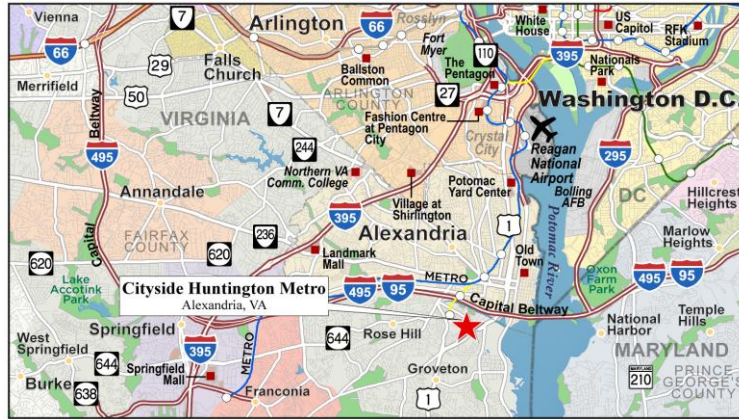 Vienna
7
Arlington
66
Rosslyn
White
House
US
Capitol
RFK
Stadium
66
29
Falls
Church
Ballston
Common
Fort
Myer
110
The
Pentagon
395
Nationals
Park
Merrifield
50
Beltway
VIRGINIA
7
ARLINGTON
COUNTY
27
Fashion Centre
at Pentagon
City
Washington D.C.
495
244
Crystal
City
Reagan
National
Airport
295
Northern VA
Comm. College
Village at
Shirlington
Potomac
Yard Center
Bolling
AFB
DC
Hillcrest
Heights
Annandale
395
1
Potomac River
FAIRFAX
COUNTY
236
620
Alexandria
Marlow
Heights
620
Capital
Landmark
Mall
Old
Town
Lake
Accotink
Park
METRO
Oxon
Farm
Park
495
95
Cityside Huntington Metro
Alexandria, VA
495
95
Capital Beltway
Springfield
West
Springfield
395
644
Rose Hill
National
Harbor
Temple
Hills
644
Springfield
Mall
METRO
Groveton
MARYLAND
Burke
638
Franconia
1
MARYLAND
210
PRINCE
GEORGE'S
COUNTY